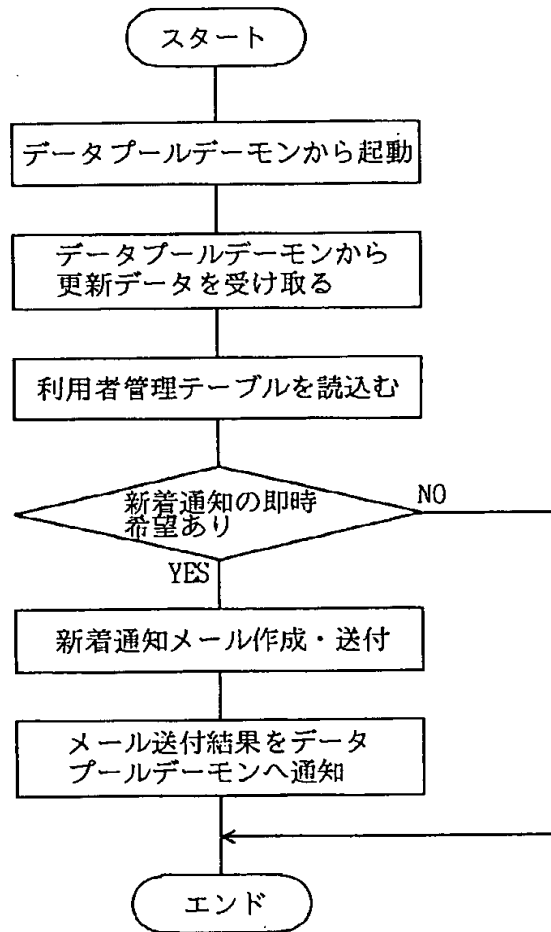 スタート
データプールデーモンから起動
データプールデーモンから
更新データを受け取る
利用者管理テーブルを読込む
新着通知の即時
希望あり
NO
YES
新着通知メール作成・送付
メール送付結果をデータ
プールデーモンへ通知
エンド